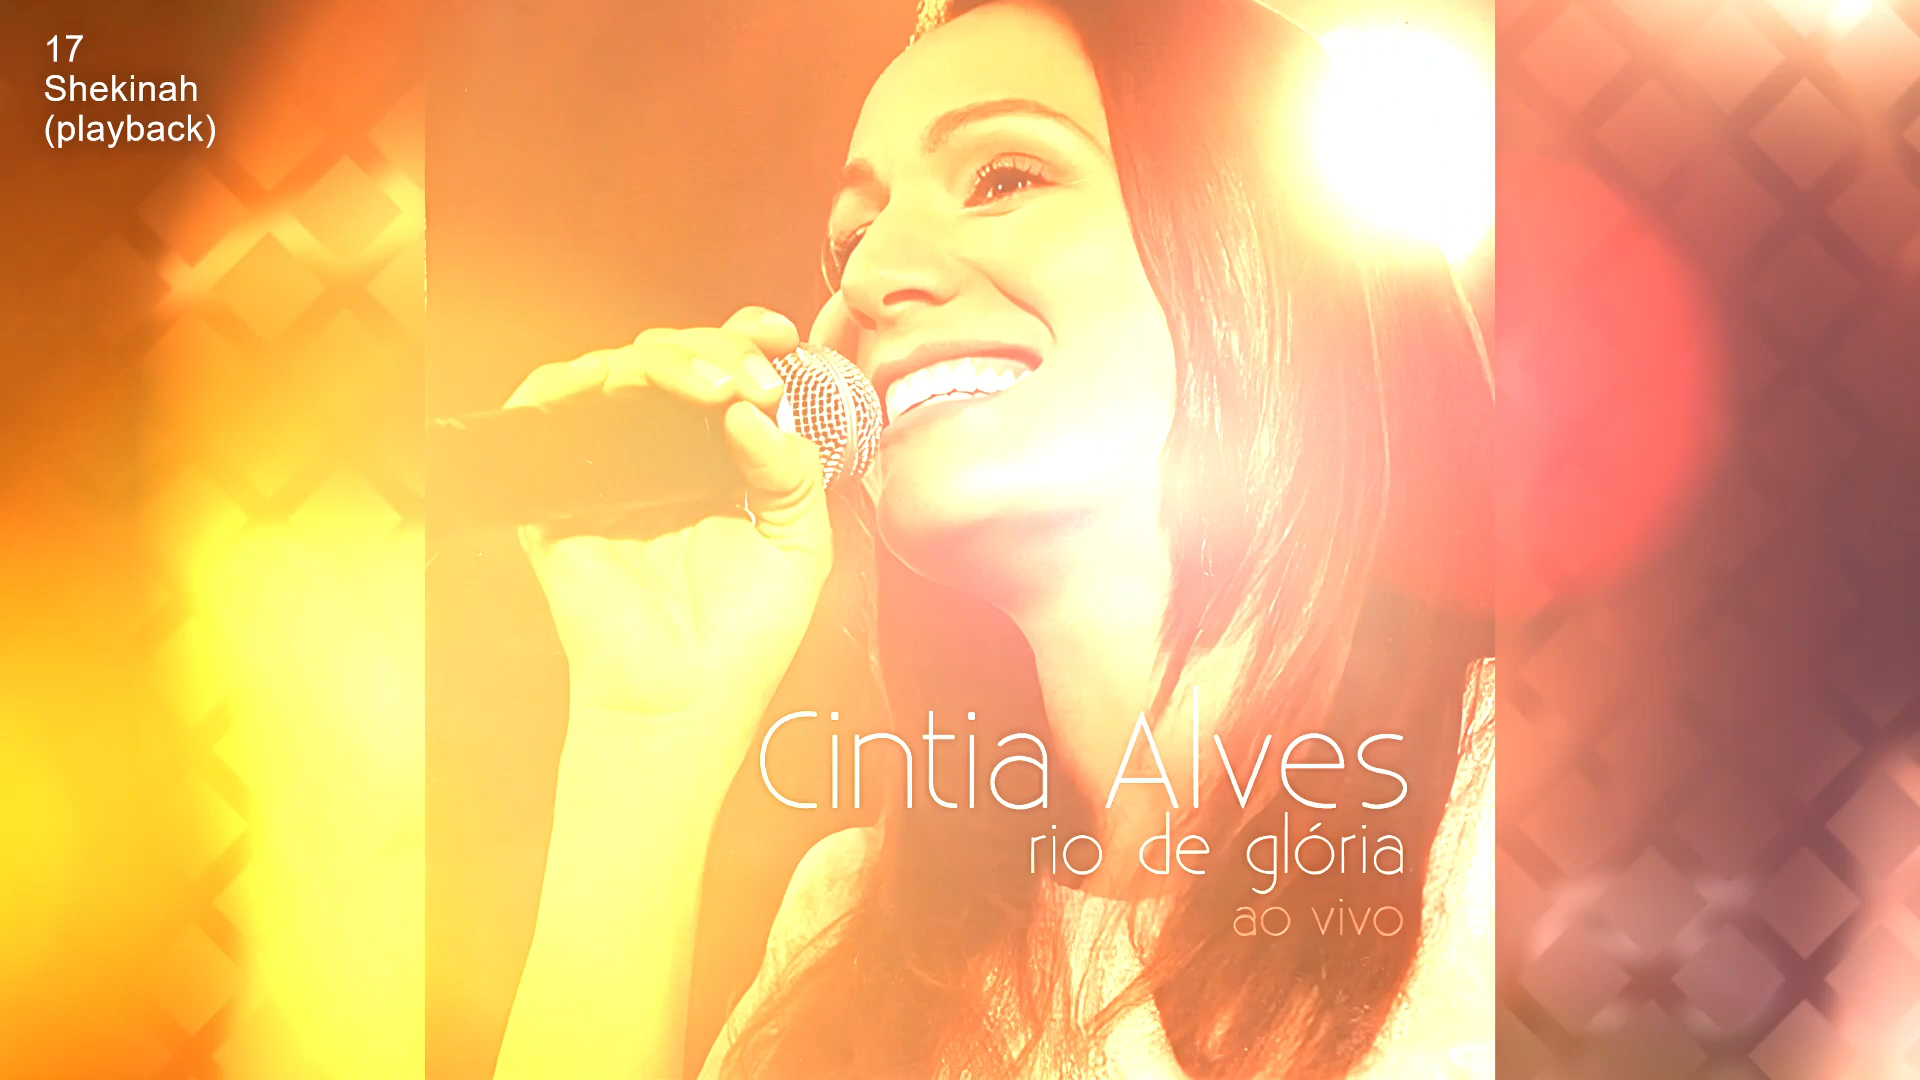 17
Shekinah
(playback)
Cintia Alves
rio de glória
ao vivo